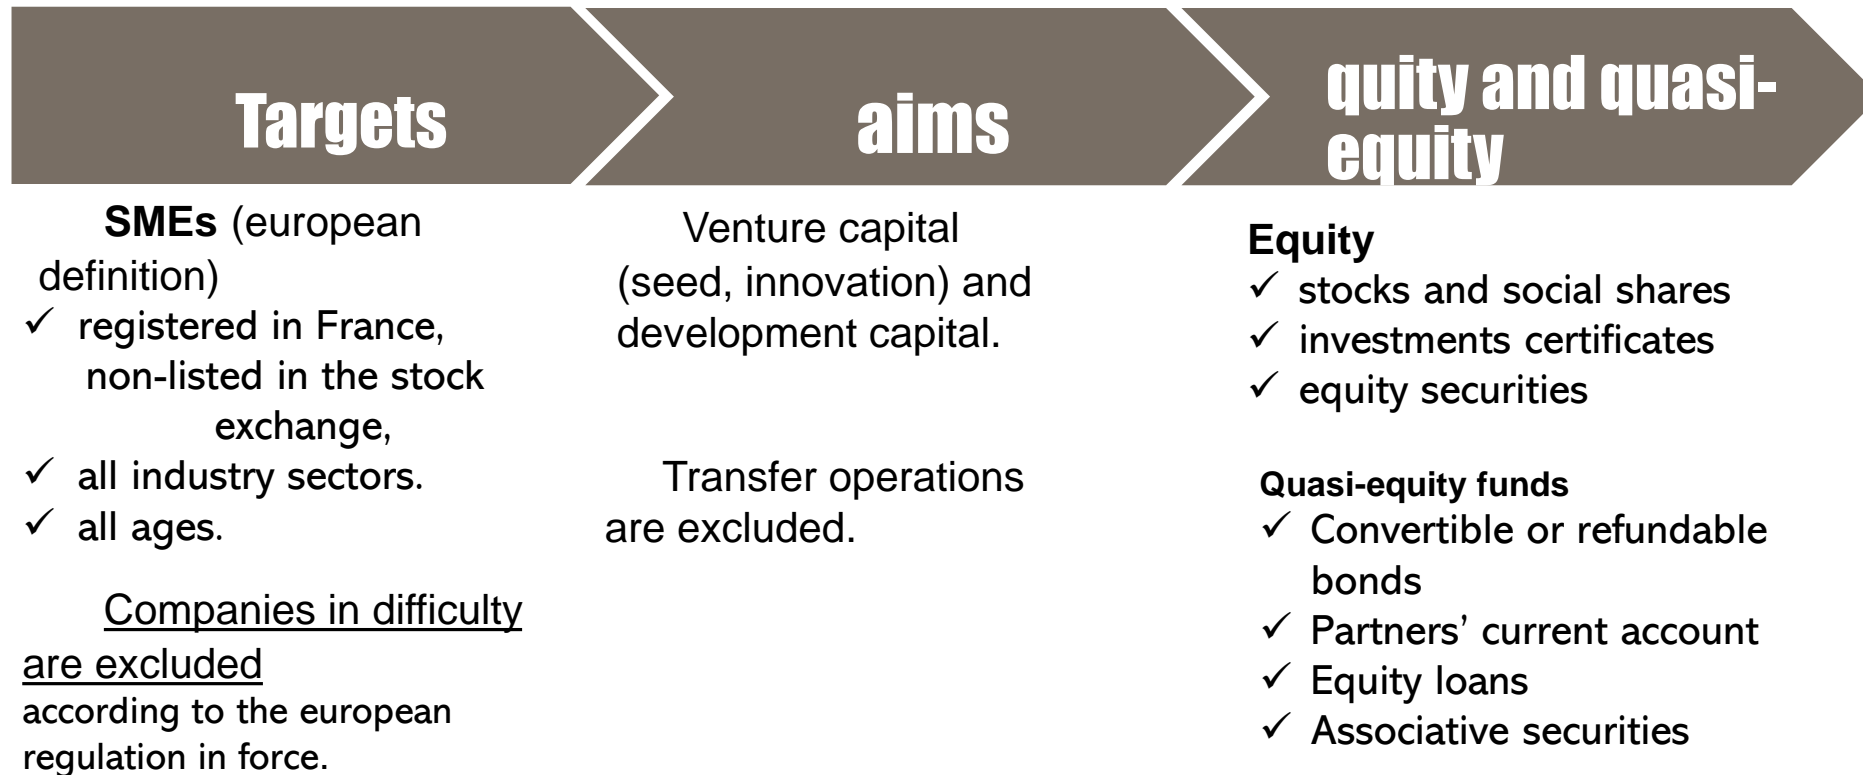 Targets
SMEs (european
definition)
✓ registered in France,
non-listed in the stock
exchange,
✓ all industry sectors.
✓ all ages.
Companies in difficulty
are excluded
according to the european
regulation in force.
aims
Venture capital
(seed, innovation) and
development capital.
Transfer operations
are excluded.
quity and quasi-
equity
Equity
✓ stocks and social shares
✓ investments certificates
✓ equity securities
Quasi-equity funds
✓ Convertible or refundable
bonds
✓ Partners’ current account
✓ Equity loans
✓ Associative securities